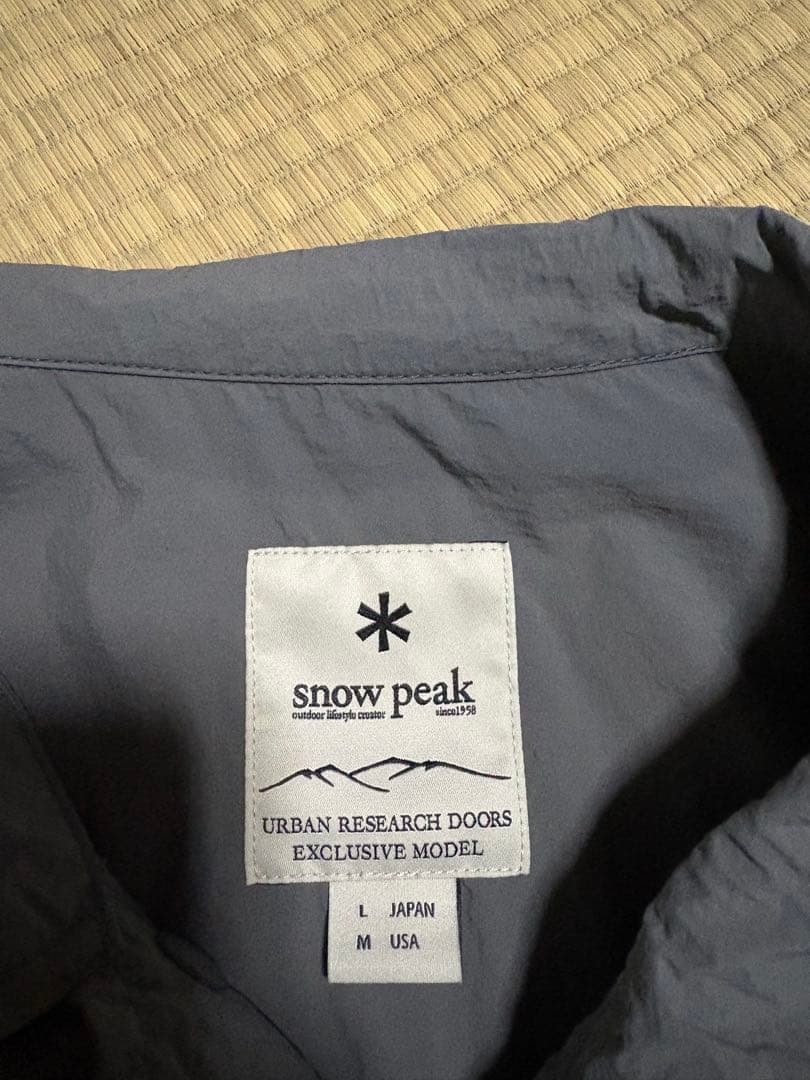 snow peak
outdoor lifestyle creator since1958
URBAN RESEARCH DOORS
EXCLUSIVE MODEL
L JAPAN
M USA